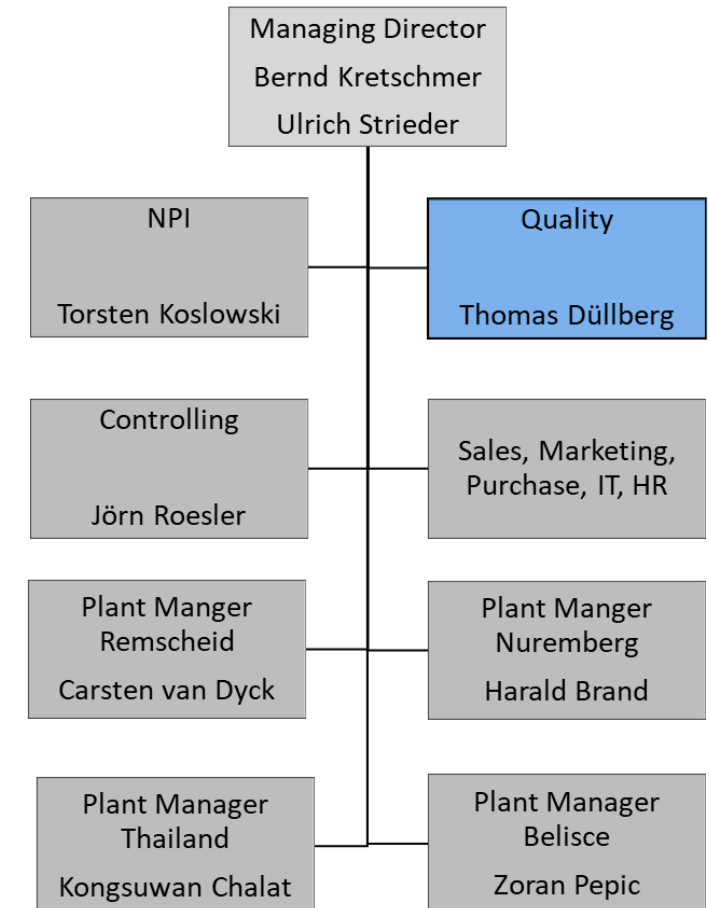 Managing Director
Bernd Kretschmer
Ulrich Strieder
NPI
Torsten Koslowski
Quality
Thomas Düllberg
Controlling
Jörn Roesler
Sales, Marketing,
Purchase, IT, HR
Plant Manger
Remscheid
Carsten van Dyck
Plant Manger
Nuremberg
Harald Brand
Plant Manager
Thailand
Kongsuwan Chalat
Plant Manager
Belisce
Zoran Pepic